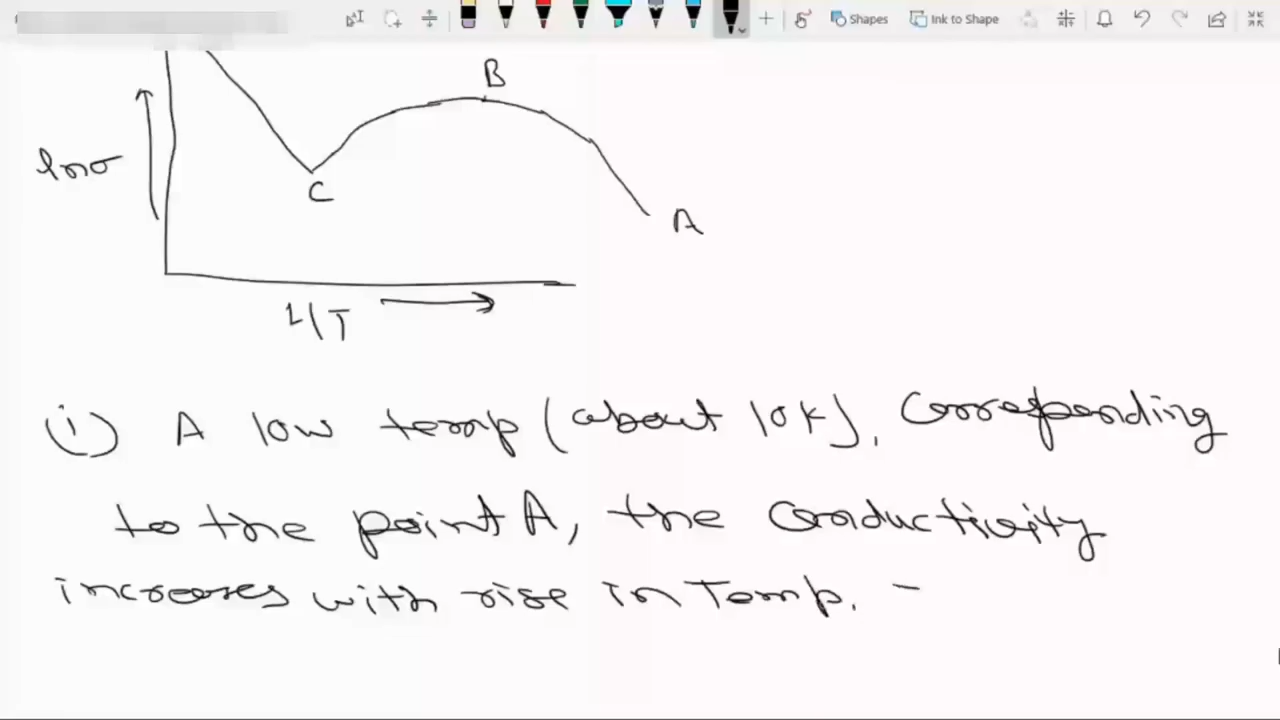 Shapes
Ink to Shape
B
lnσ
C
A
1/T
(i) A low temp (about 10K), Corresponding
to the point A, the conductivity
increases with rise in Temp.